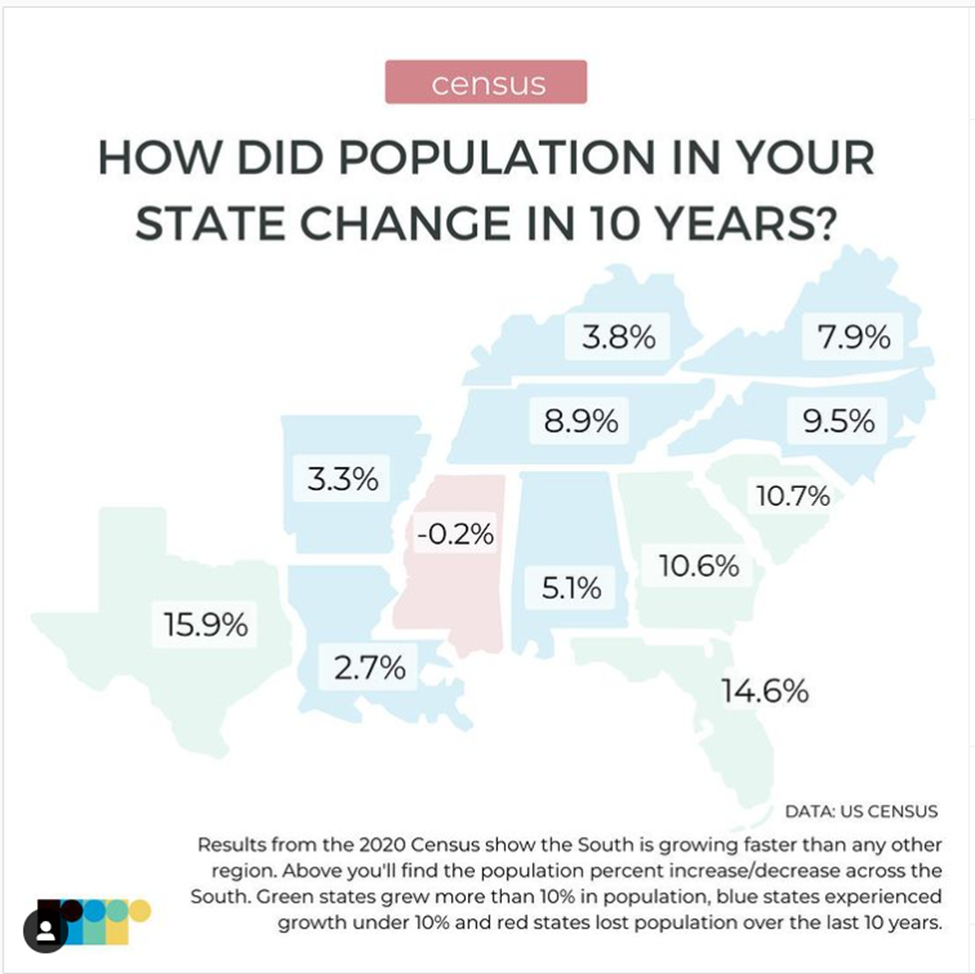 census
HOW DID POPULATION IN YOUR
STATE CHANGE IN 10 YEARS?
3.8%
7.9%
8.9%
9.5%
3.3%
10.7%
-0.2%
10.6%
5.1%
15.9%
2.7%
14.6%
DATA: US CENSUS
Results from the 2020 Census show the South is growing faster than any other
region. Above you'll find the population percent increase/decrease across the
South. Green states grew more than 10% in population, blue states experienced
growth under 10% and red states lost population over the last 10 years.